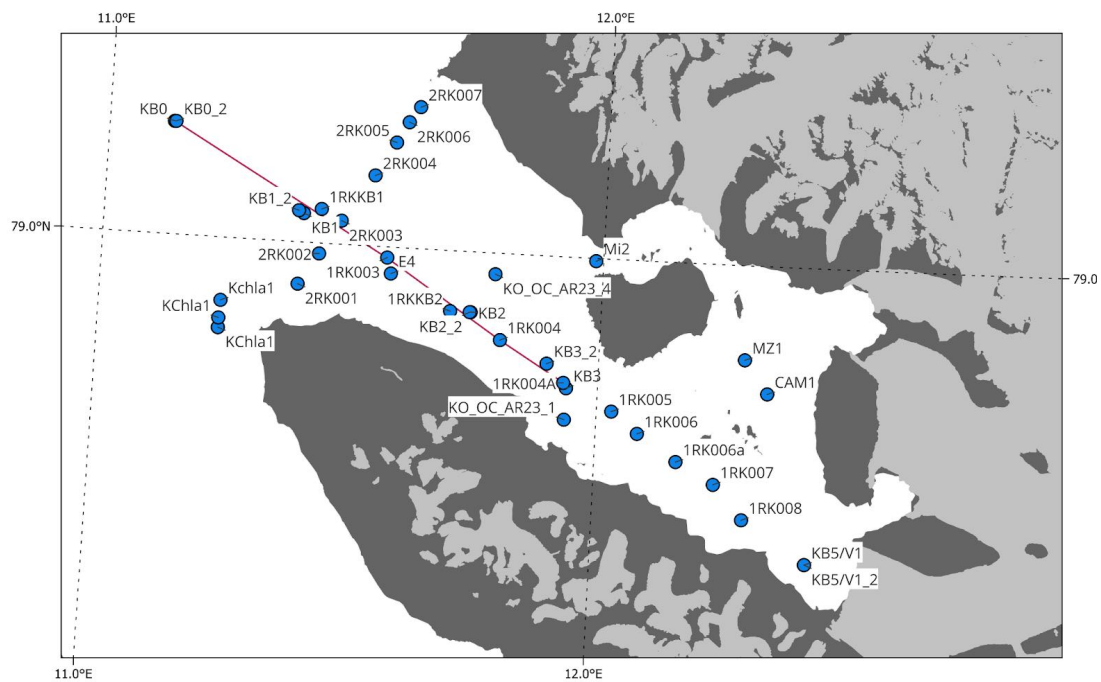 11.0°E
12.0°E
2RK007
KB0
KB0_2
2RK005
2RK006
2RK004
KB1_2
1RKKB1
KB1
79.0°N
2RK003
2RK002
E4
Mi2
1RK003
79.0
KO_OC_AR23_4
Kchla1
2RK001
KChla1
1RKKB2
KB2
KB2_2
1RK004
KChla1
KB3_2
MZ1
1RK004A
KB3
CAM1
KO_OC_AR23_1
1RK005
1RK006
1RK006a
1RK007
1RK008
KB5/V1
KB5/V1_2
11.0°E
12.0°E